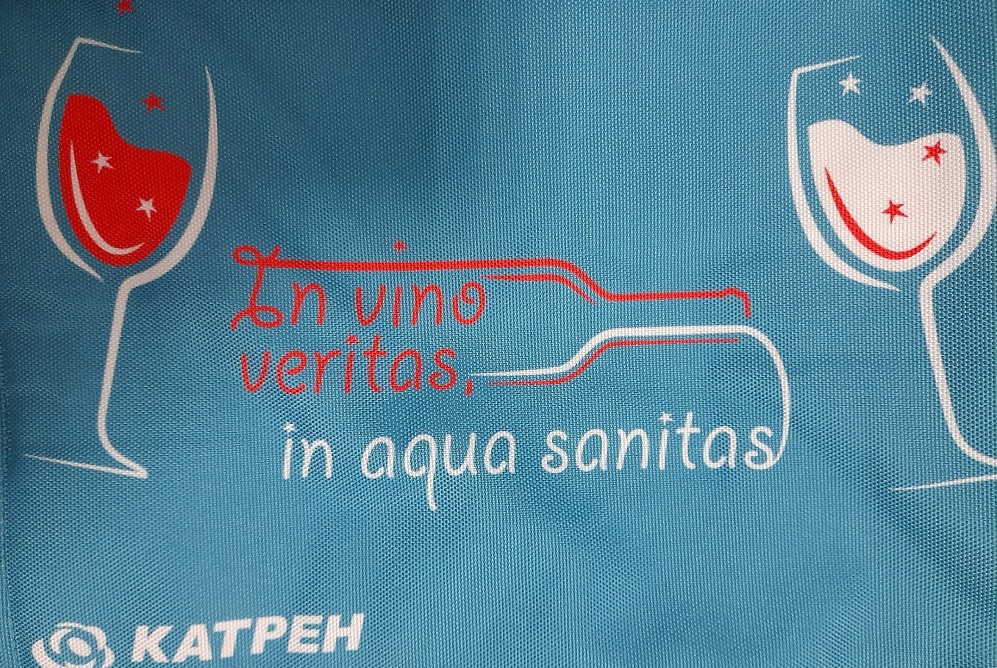 In vino
veritas,
in aqua sanitas
КАТРЕН